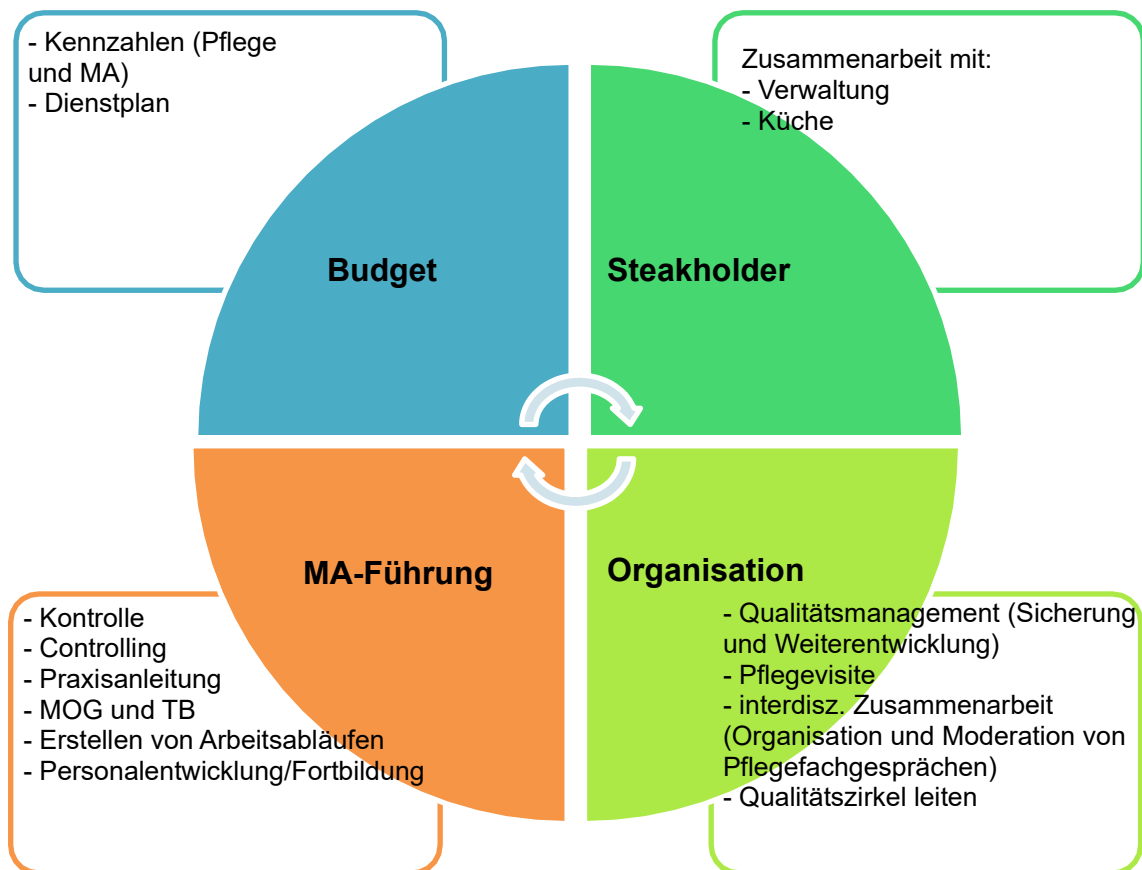 - Kennzahlen (Pflege
und MA)
- Dienstplan
Zusammenarbeit mit:
- Verwaltung
- Küche
Budget
Steakholder
MA-Führung
Organisation
- Kontrolle
- Controlling
- Praxisanleitung
- MOG und TB
- Erstellen von Arbeitsabläufen
- Personalentwicklung/Fortbildung
- Qualitätsmanagement (Sicherung
und Weiterentwicklung)
- Pflegevisite
- interdisz. Zusammenarbeit
(Organisation und Moderation von
Pflegefachgesprächen)
- Qualitätszirkel leiten